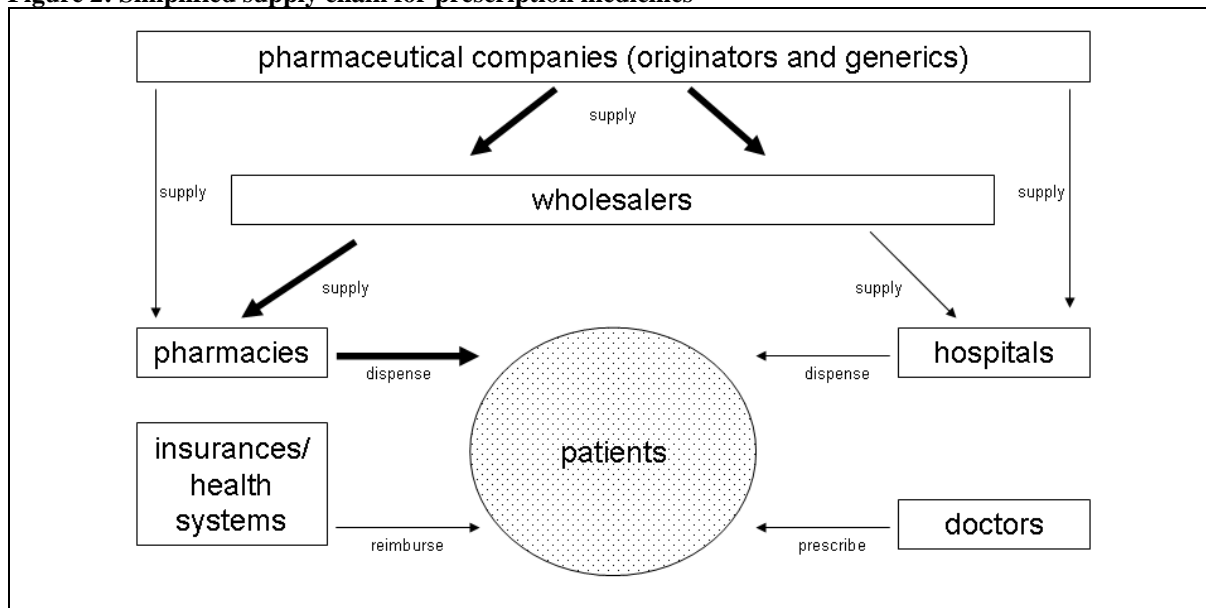 Figure 2: Simplified supply chain for prescription medicines
pharmaceutical companies (originators and generics)
supply
supply
supply
wholesalers
supply
supply
pharmacies
dispense
hospitals
dispense
insurances/
health
systems
reimburse
patients
doctors
prescribe